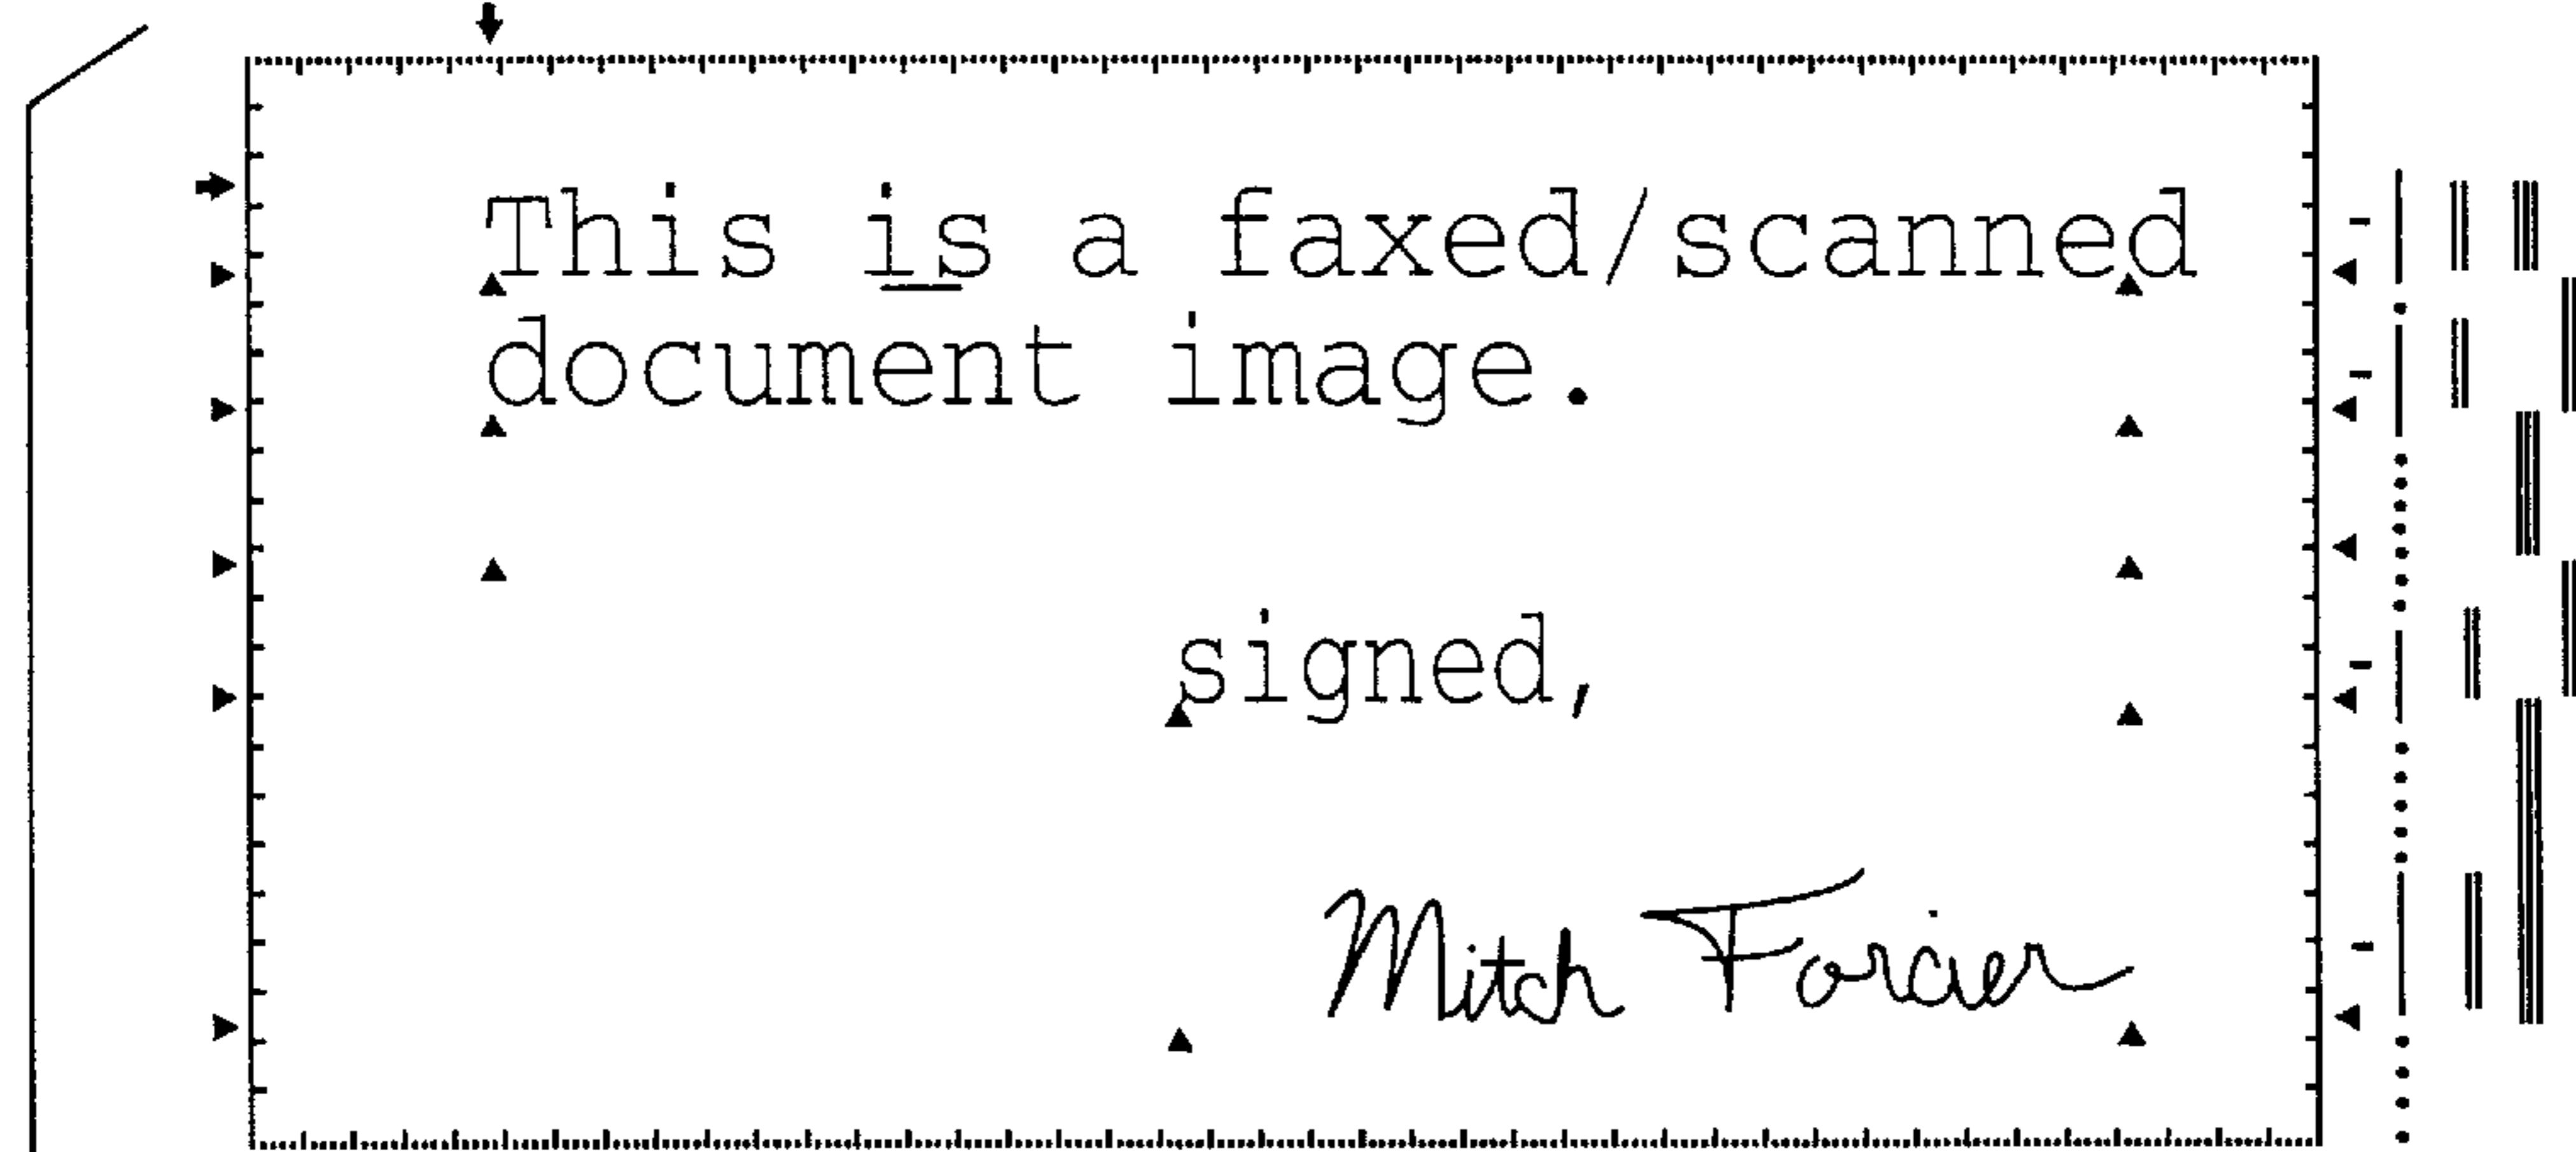 This is a faxed/scanned
document image.
signed,
Mitch Forcier